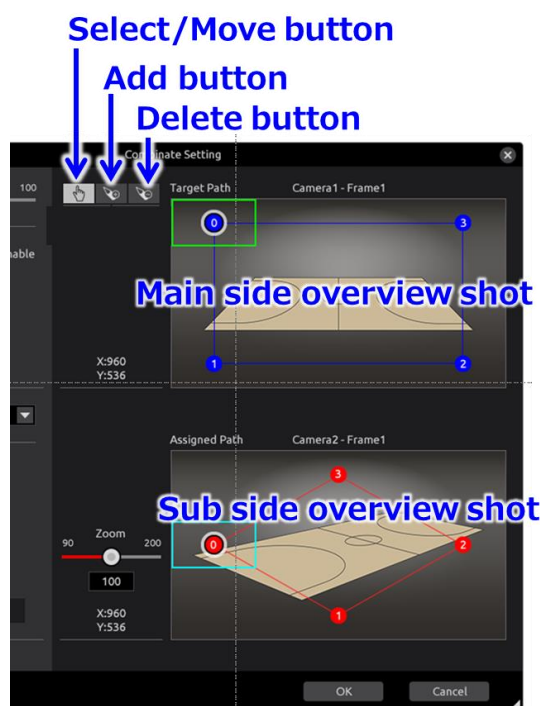 Select/Move button
Add button
Delete button
Coordinate Setting
100
Target Path
Camera1 - Frame1
0
3
nable
Main side overview shot
X:960
Y:536
1
2
Assigned Path
Camera2 - Frame1
3
Sub side overview shot
Zoom
90
200
0
2
100
1
X:960
Y:536
OK
Cancel